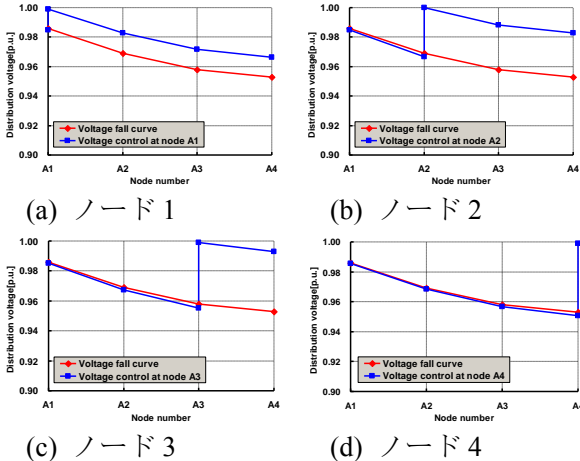 Distribution voltage[p.u.]
1.00
0.98
0.96
0.94
0.92
0.90
Voltage fall curve
Voltage control at node A1
A1 A2 A3 A4
Node number
(a) ノード 1
Distribution voltage[p.u.]
1.00
0.98
0.96
0.94
0.92
0.90
Voltage fall curve
Voltage control at node A2
A1 A2 A3 A4
Node number
(b) ノード 2
Distribution voltage[p.u.]
1.00
0.98
0.96
0.94
0.92
0.90
Voltage fall curve
Voltage control at node A3
A1 A2 A3 A4
Node number
(c) ノード 3
Distribution voltage[p.u.]
1.00
0.98
0.96
0.94
0.92
0.90
Voltage fall curve
Voltage control at node A4
A1 A2 A3 A4
Node number
(d) ノード 4